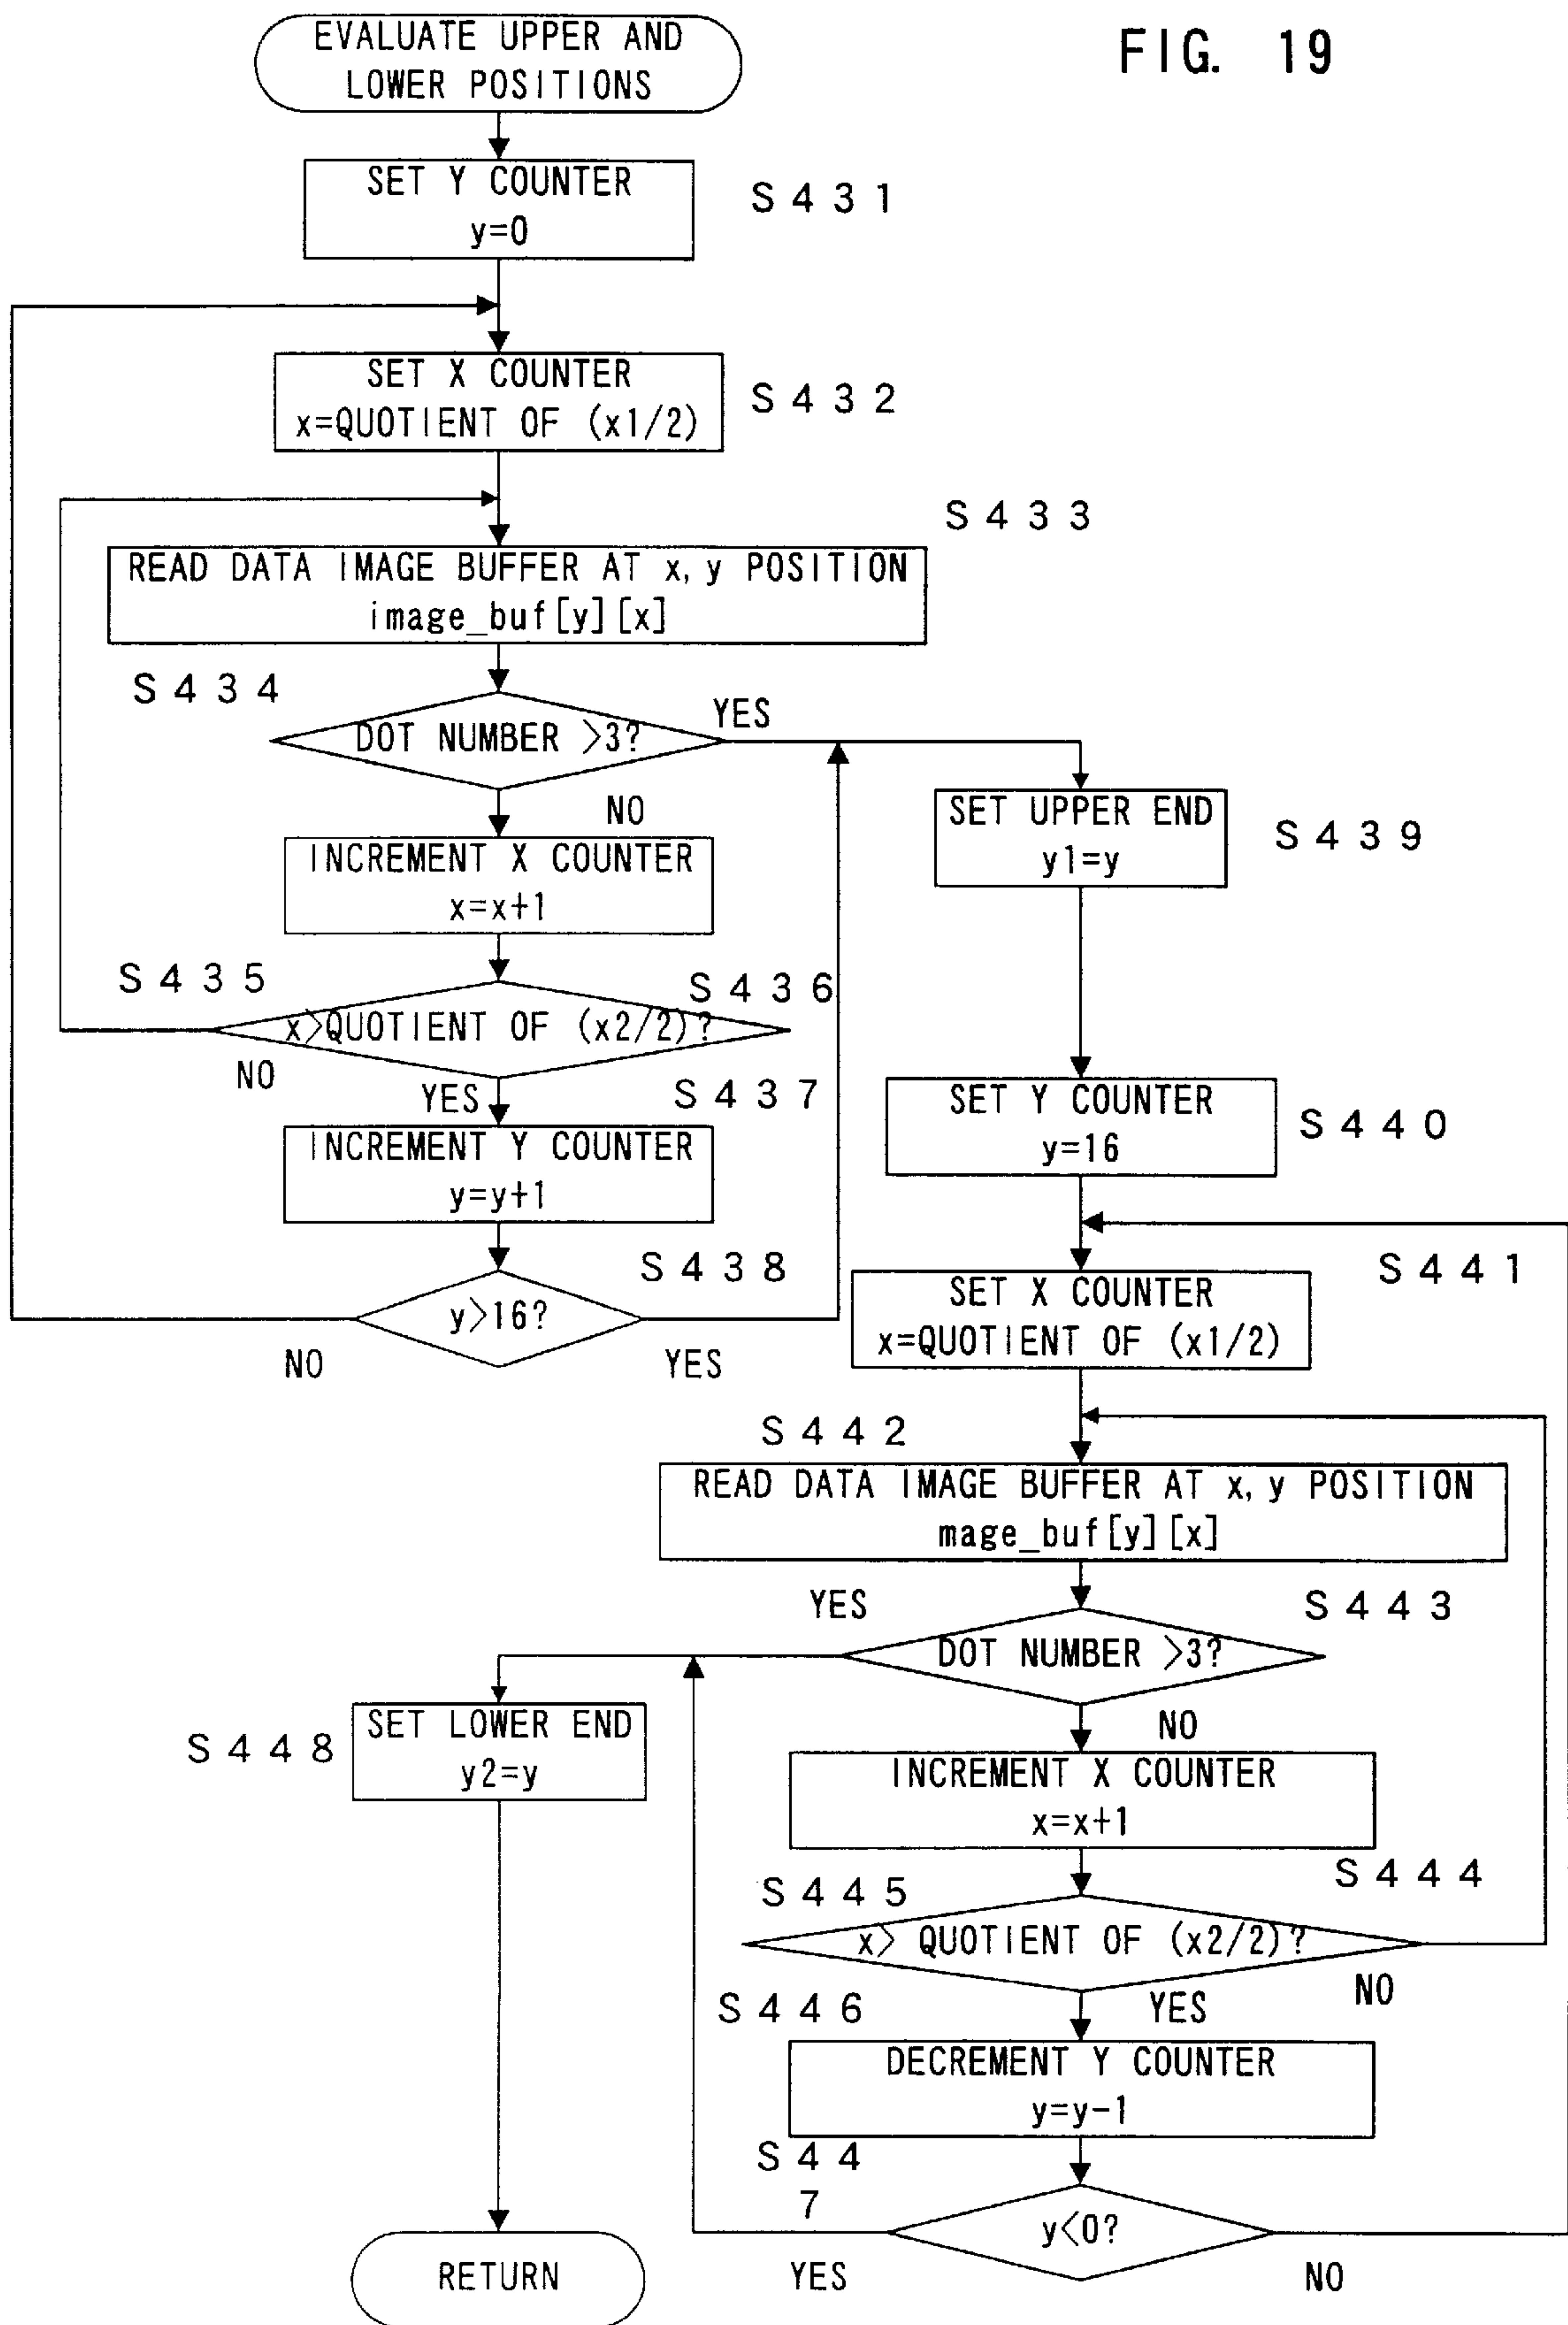 FIG. 19
EVALUATE UPPER AND
LOWER POSITIONS
SET Y COUNTER
y=0
S431
SET X COUNTER
x=QUOTIENT OF (x1/2)
S432
S433
READ DATA IMAGE BUFFER AT x, y POSITION
image_buf[y][x]
S434
DOT NUMBER >3?
YES
NO
INCREMENT X COUNTER
x=x+1
S435
S436
x>QUOTIENT OF (x2/2)?
NO
YES
S437
INCREMENT Y COUNTER
y=y+1
S438
y>16?
NO
YES
SET UPPER END
y1=y
S439
SET Y COUNTER
y=16
S440
S441
SET X COUNTER
x=QUOTIENT OF (x1/2)
S442
READ DATA IMAGE BUFFER AT x, y POSITION
mage_buf[y][x]
YES
S443
DOT NUMBER >3?
NO
SET LOWER END
y2=y
S448
INCREMENT X COUNTER
x=x+1
S444
S445
x> QUOTIENT OF (x2/2)?
NO
YES
S446
DECREMENT Y COUNTER
y=y-1
S44
7
y<0?
YES
NO
RETURN